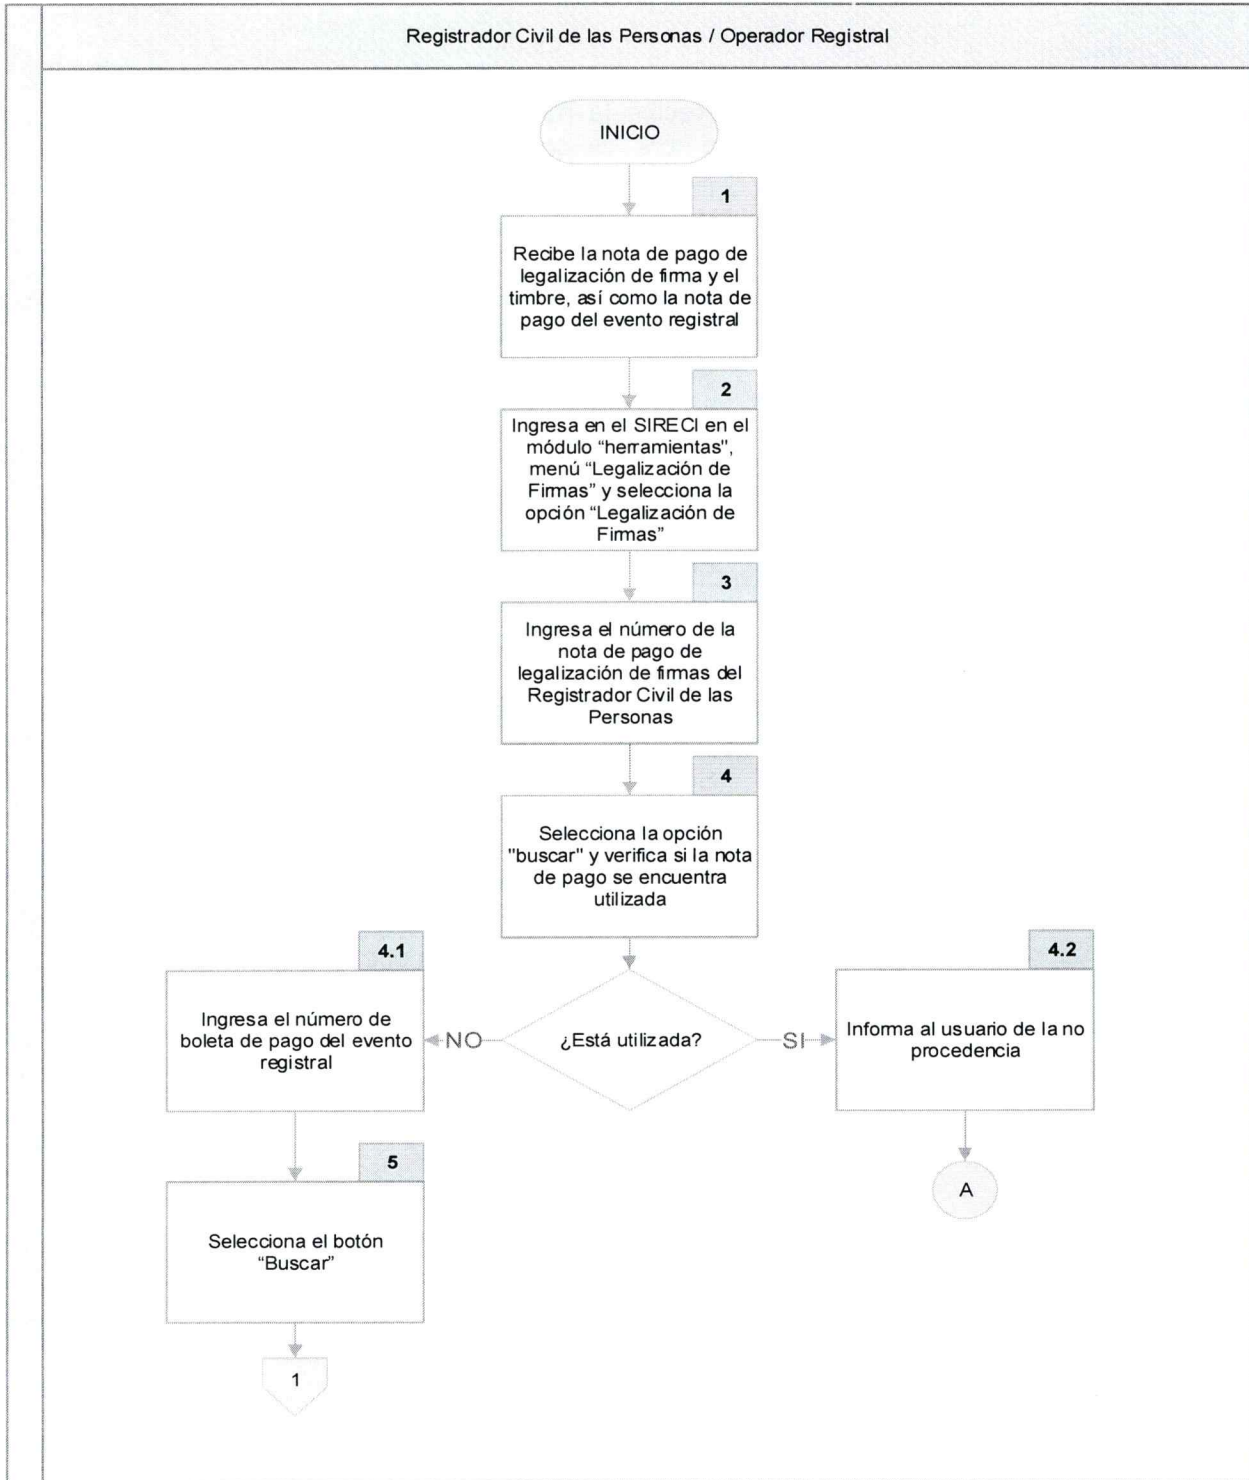 Registrador Civil de las Personas / Operador Registral
INICIO
1
Recibe la nota de pago de
legalización de firma y el
timbre, así como la nota de
pago del evento registral
2
Ingresa en el SIRECI en el
módulo “herramientas”,
menú “Legalización de
Firmas” y selecciona la
opción “Legalización de
Firmas”
3
Ingresa el número de la
nota de pago de
legalización de firmas del
Registrador Civil de las
Personas
4
Selecciona la opción
"buscar" y verifica si la nota
de pago se encuentra
utilizada
¿Está utilizada?
NO
4.1
Ingresa el número de
boleta de pago del evento
registral
5
Selecciona el botón
“Buscar”
1
SI
4.2
Informa al usuario de la no
procedencia
A